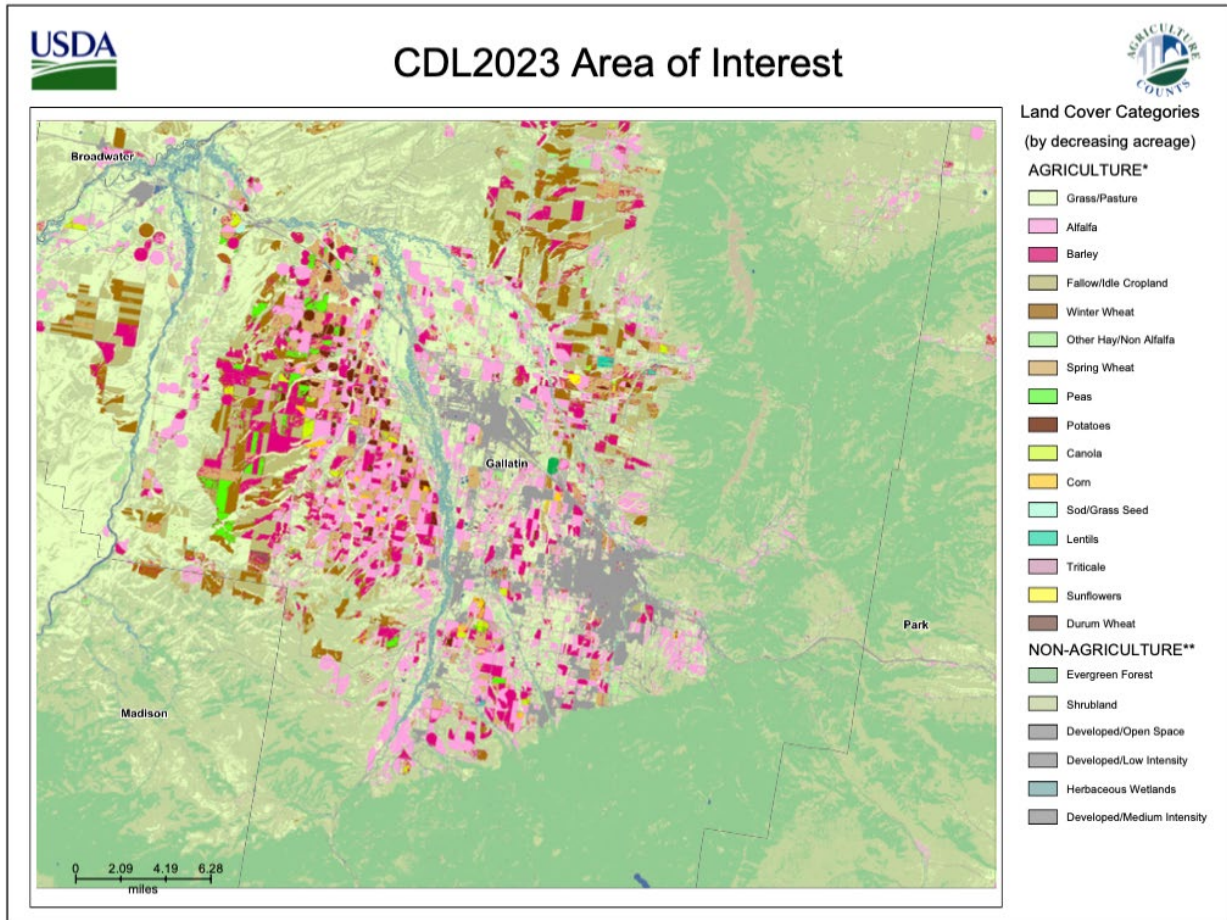 USDA
CDL2023 Area of Interest
AGRICULTURE
COUNTS
Land Cover Categories
(by decreasing acreage)
AGRICULTURE*
Grass/Pasture
Alfalfa
Barley
Fallow/Idle Cropland
Winter Wheat
Other Hay/Non Alfalfa
Spring Wheat
Peas
Potatoes
Canola
Corn
Sod/Grass Seed
Lentils
Triticale
Sunflowers
Durum Wheat
NON-AGRICULTURE**
Evergreen Forest
Shrubland
Developed/Open Space
Developed/Low Intensity
Herbaceous Wetlands
Developed/Medium Intensity
Broadwater
Gallatin
Park
Madison
0 2.09 4.19 6.28
miles